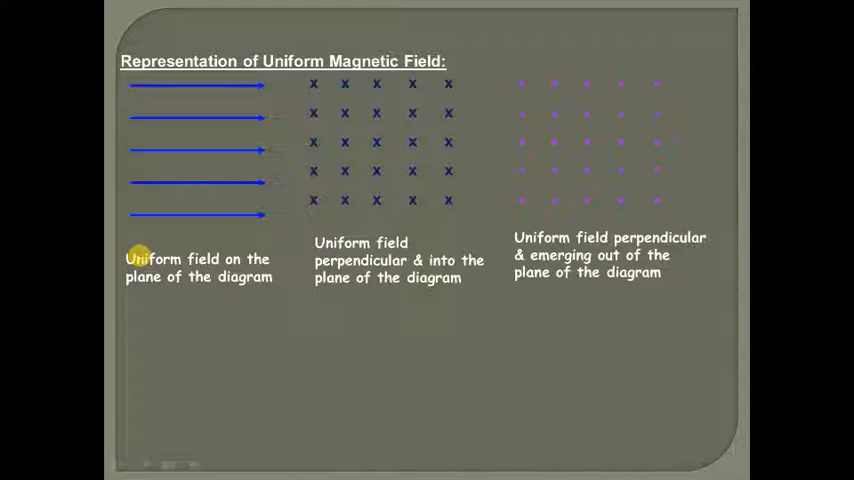 Representation of Uniform Magnetic Field:
x x x x x
x x x x x
x x x x x
x x x x x
x x x x x
Uniform field on the
plane of the diagram
Uniform field
perpendicular & into the
plane of the diagram
Uniform field perpendicular
& emerging out of the
plane of the diagram